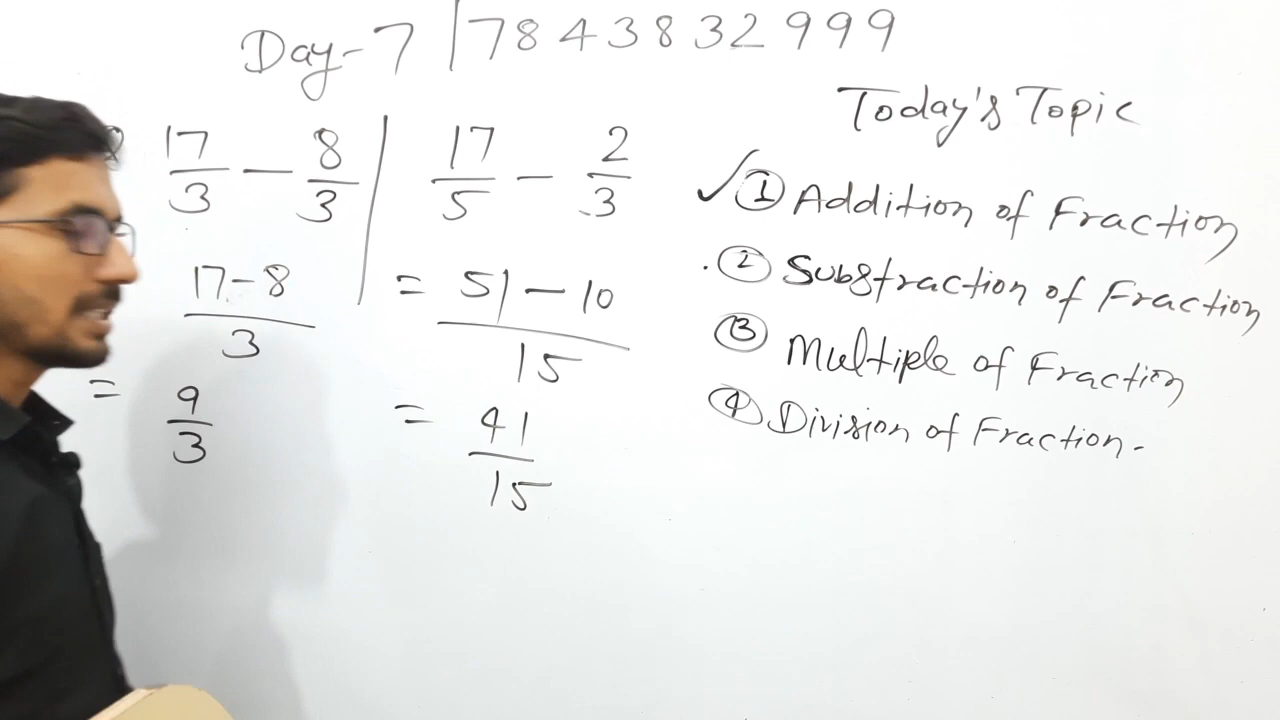 Day-7 | 7843832999
Today's Topic
✓ ① Addition of Fraction
② Substraction of Fraction
③ Multiple of Fraction
④ Division of Fraction.
17/3 - 8/3
17-8/3
= 9/3
17/5 - 2/3
= 51-10/15
= 41/15